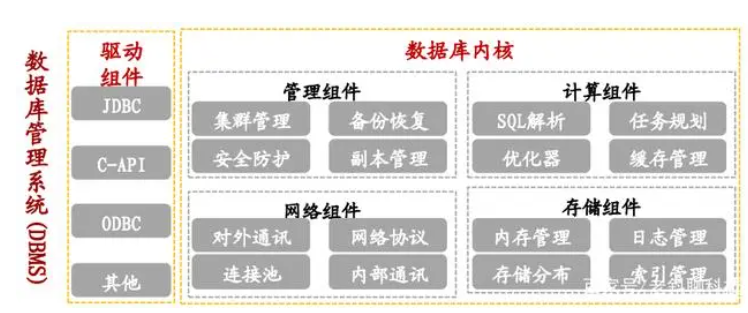 数据库管理系统(DBMS)
驱动
组件
JDBC
C-API
ODBC
其他
数据库内核
管理组件
集群管理
备份恢复
安全防护
副本管理
计算组件
SQL解析
任务规划
优化器
缓存管理
网络组件
对外通讯
网络协议
连接池
内部通讯
存储组件
内存管理
日志管理
存储分布
索引管理